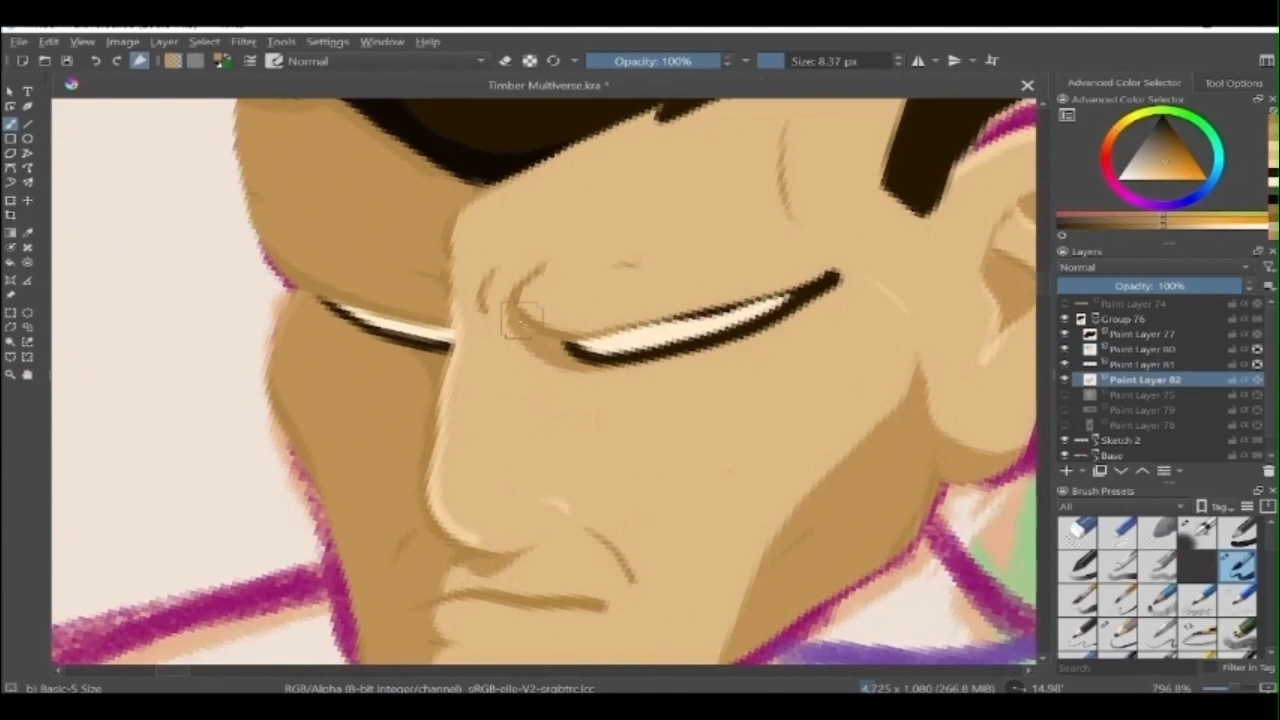 File Edit View Image Layer Select Filter Tools Settings Window Help
Normal Opacity: 100% Size: 8.37 px
Timber Multiverse.kra *
Advanced Color Selector Tool Options
Advanced Color Selector
Layers
Normal
Opacity: 100%
Paint Layer 74
Group 76
Paint Layer 77
Paint Layer 80
Paint Layer 81
Paint Layer 82
Paint Layer 75
Paint Layer 79
Paint Layer 78
Sketch 2
Base
Brush Presets
All Tag
Search Filter in Tag
b) Basic-5 Size RGB/Alpha (8-bit integer/channel) sRGB-elle-V2-srgbtrc.icc 4,725 x 1,080 (266.8 MiB) 14.98° 796.8%